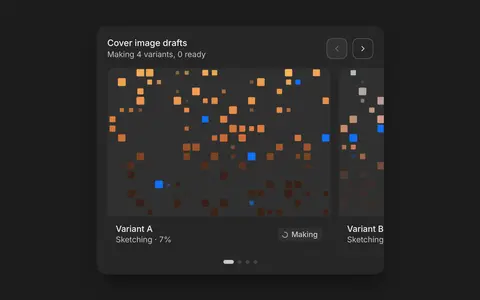 Cover image drafts
Making 4 variants, 0 ready
Variant A
Sketching · 7%
Making
Variant B
Sketching